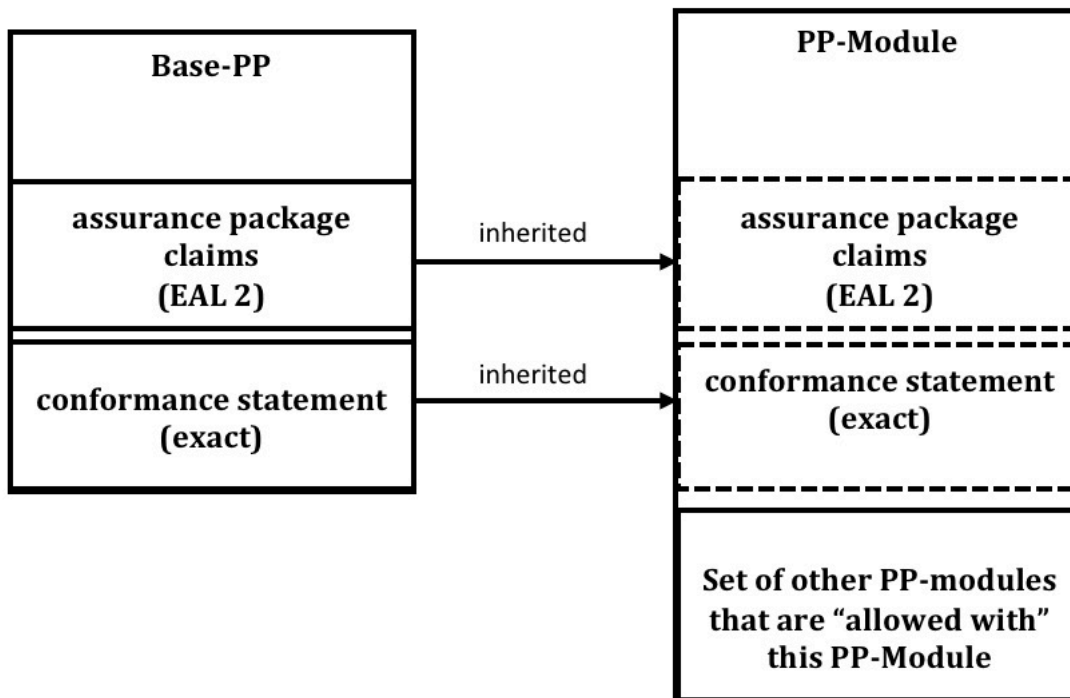 Base-PP
assurance package
claims
(EAL 2)
conformance statement
(exact)
inherited
inherited
PP-Module
assurance package
claims
(EAL 2)
conformance statement
(exact)
Set of other PP-modules
that are “allowed with”
this PP-Module